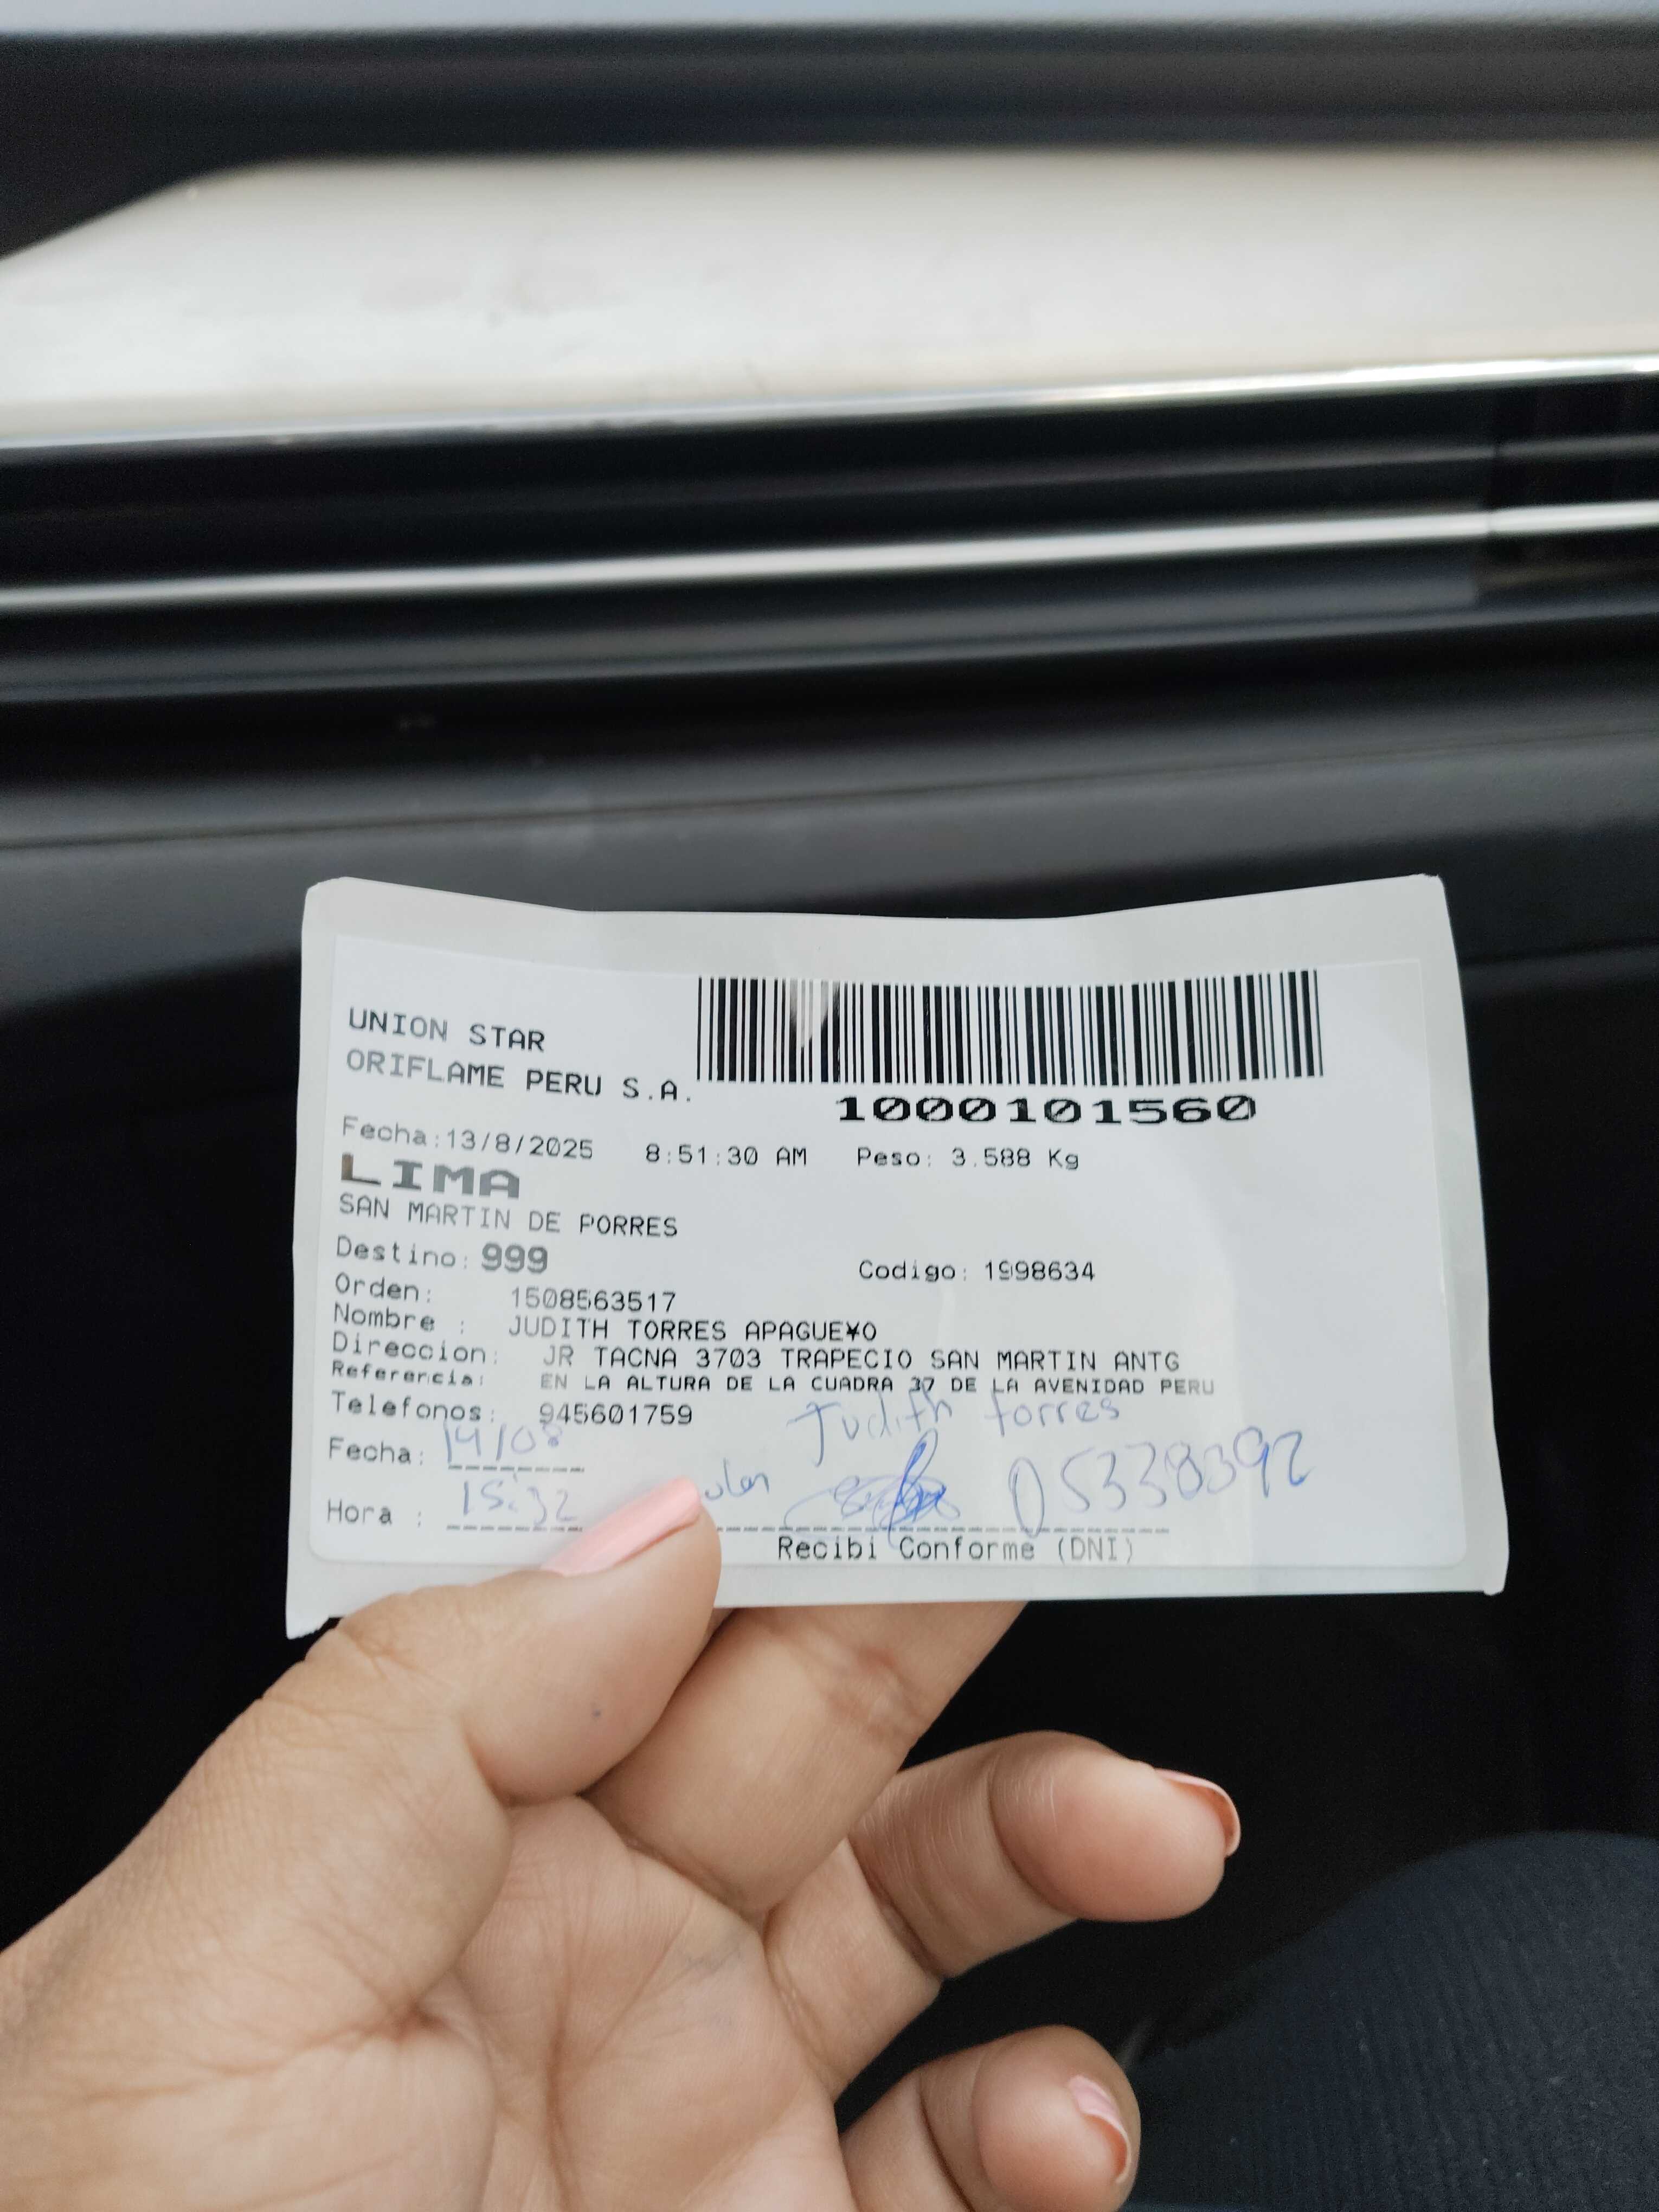 UNION STAR
ORIFLAME PERU S.A.
1000101560
Fecha:13/8/2025 8:51:30 AM Peso: 3.588 Kg
LIMA
SAN MARTIN DE PORRES
Destino: 999 Codigo: 1998634
Orden: 1508563517
Nombre : JUDITH TORRES APAGUE¥O
Direccion: JR TACNA 3703 TRAPECIO SAN MARTIN ANTG
Referencia: EN LA ALTURA DE LA CUADRA 37 DE LA AVENIDAD PERU
Telefonos: 945601759
Judith torres
Fecha: 14/08
Hora : 15:32 05338392
Recibi Conforme (DNI)